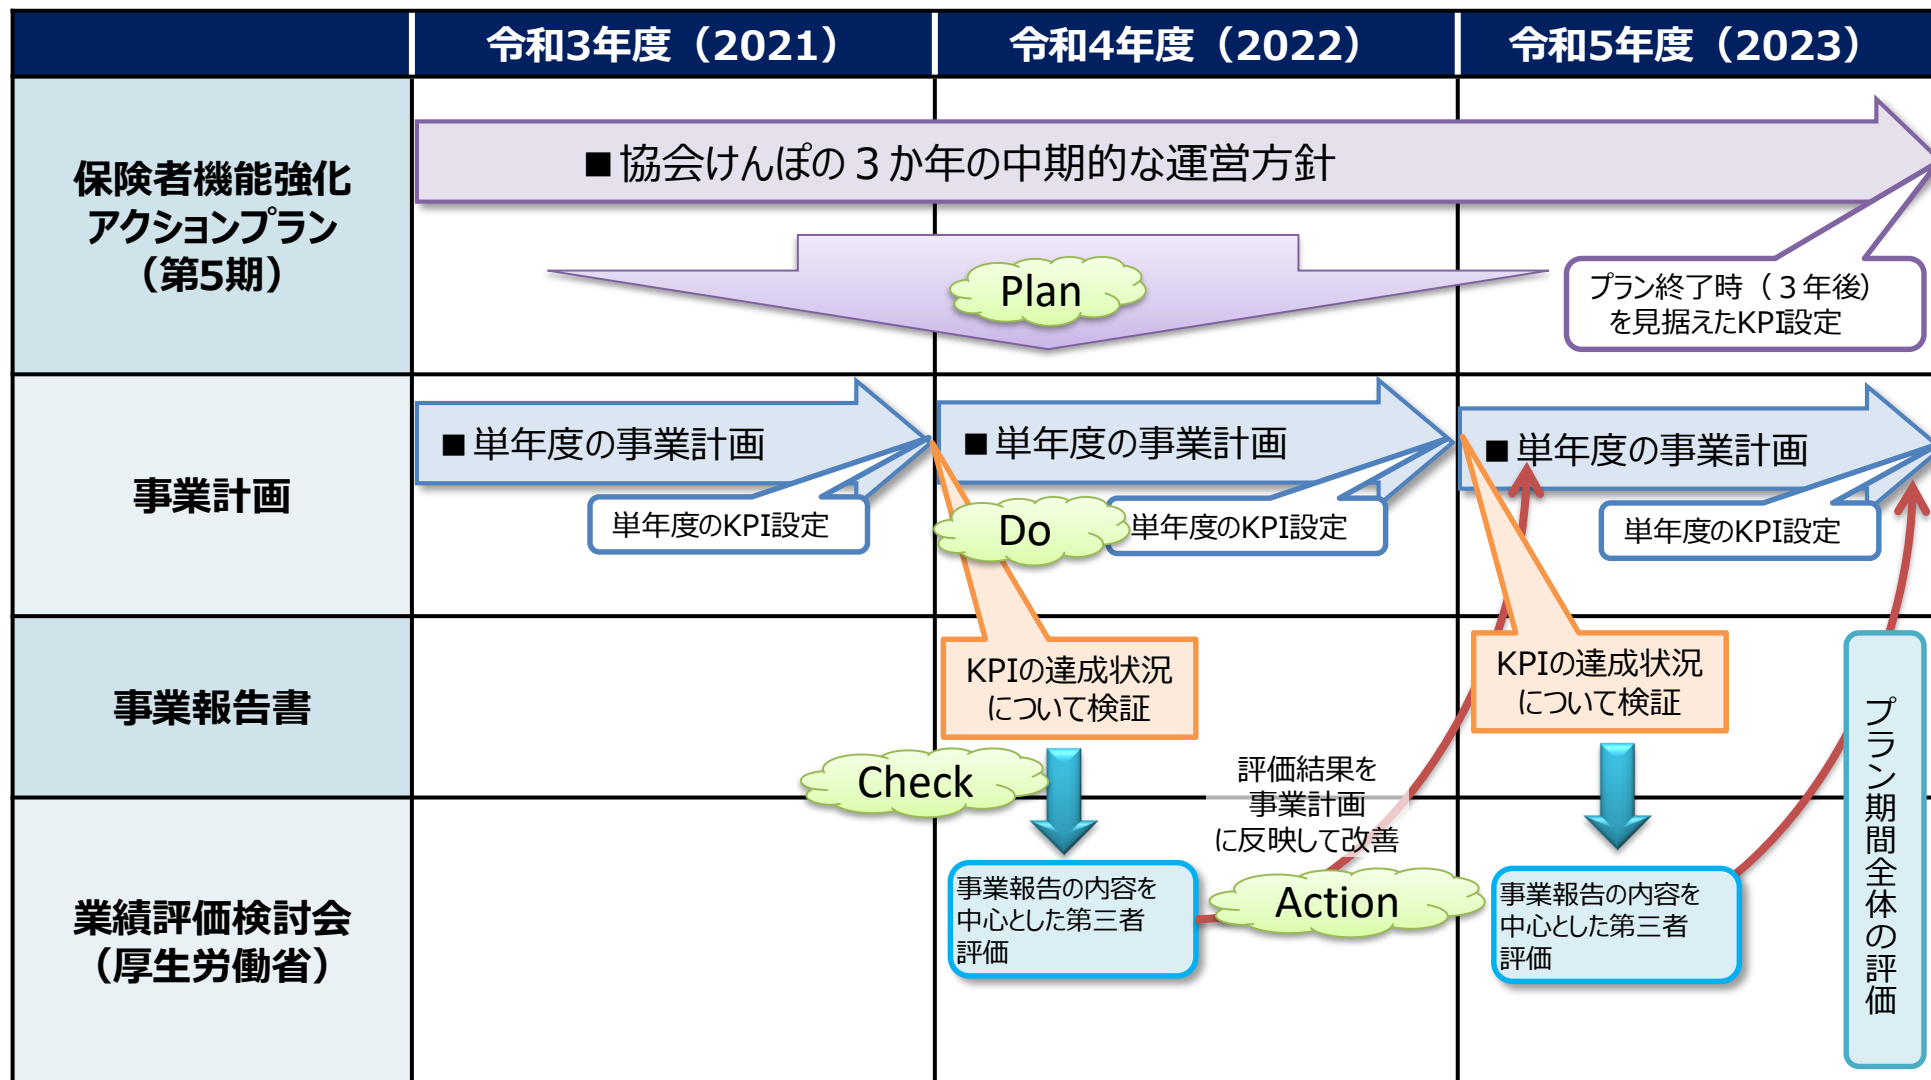 令和3年度（2021）
令和4年度（2022）
令和5年度（2023）
保険者機能強化
アクションプラン
（第5期）
■協会けんぽの３か年の中期的な運営方針
Plan
プラン終了時（３年後）
を見据えたKPI設定
事業計画
■単年度の事業計画
単年度のKPI設定
■単年度の事業計画
Do
単年度のKPI設定
■単年度の事業計画
単年度のKPI設定
事業報告書
KPIの達成状況
について検証
KPIの達成状況
について検証
Check
評価結果を
事業計画
に反映して改善
プラン期間全体の評価
業績評価検討会
（厚生労働省）
事業報告の内容を
中心とした第三者
評価
Action
事業報告の内容を
中心とした第三者
評価